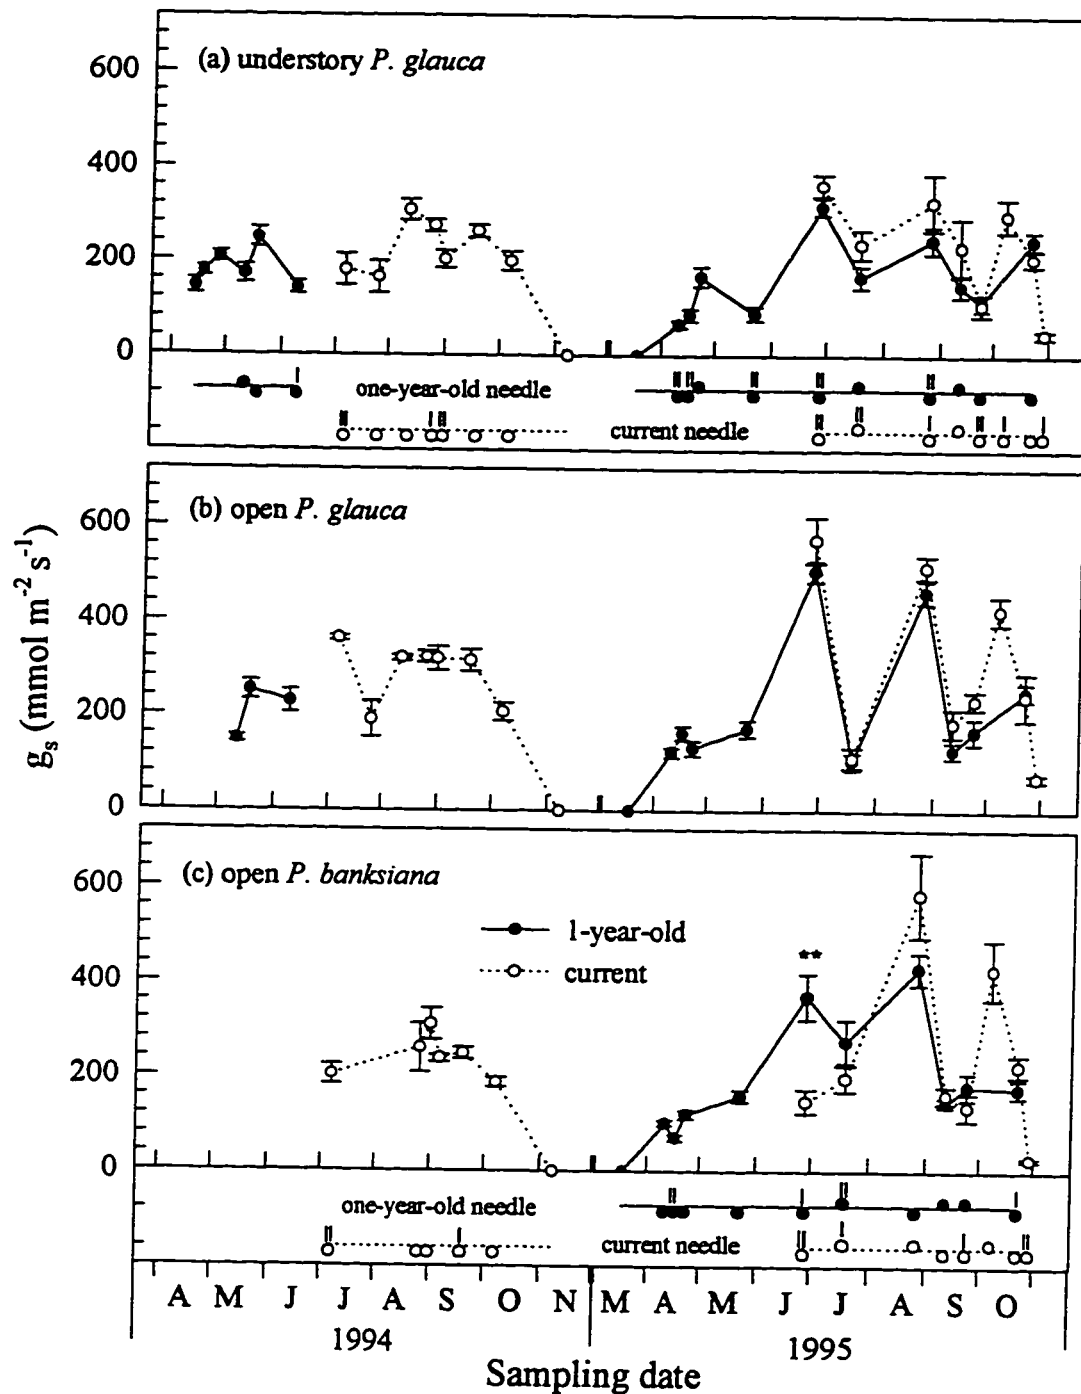 (a) understory P. glauca
600
400
200
0
one-year-old needle
current needle
(b) open P. glauca
600
400
200
0
g_s (mmol m⁻² s⁻¹)
(c) open P. banksiana
600
1-year-old
**
current
400
200
0
one-year-old needle
current needle
A M J J A S O N M A M J J A S O
1994 1995
Sampling date